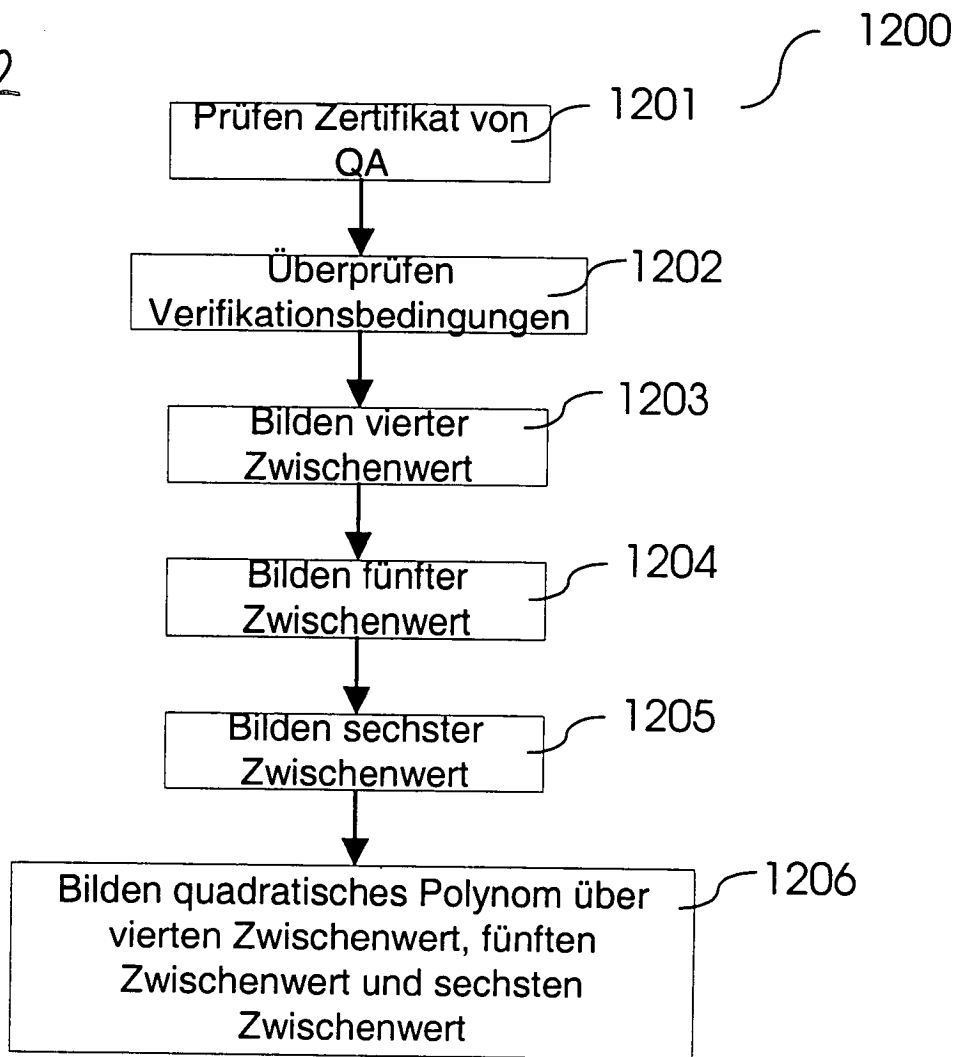 2
1200
Prüfen Zertifikat von
QA
1201
Überprüfen
Verifikationsbedingungen
1202
Bilden vierter
Zwischenwert
1203
Bilden fünfter
Zwischenwert
1204
Bilden sechster
Zwischenwert
1205
Bilden quadratisches Polynom über
vierten Zwischenwert, fünften
Zwischenwert und sechsten
Zwischenwert
1206